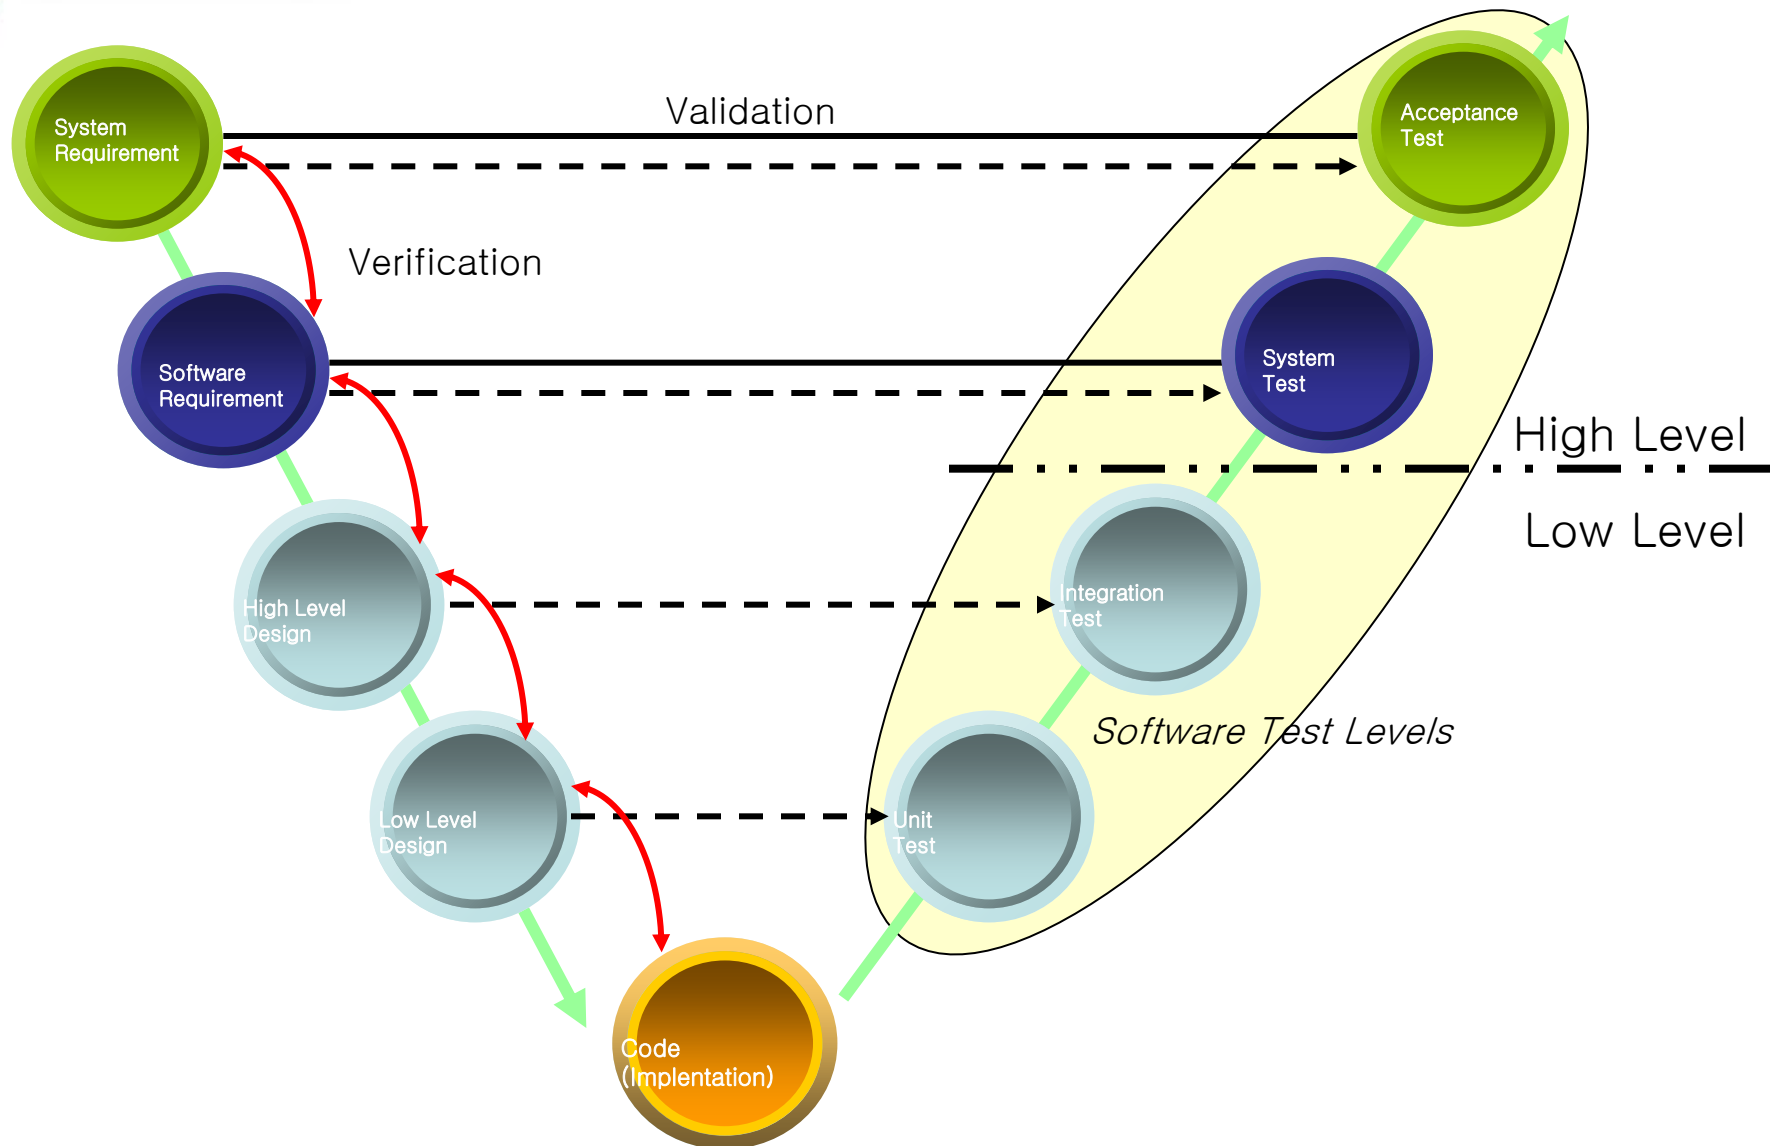 Validation
Acceptance
Test
System
Requirement
Verification
Software
Requirement
System
Test
High Level
Low Level
High Level
Design
Integration
Test
Software Test Levels
Low Level
Design
Unit
Test
Code
(Implentation)